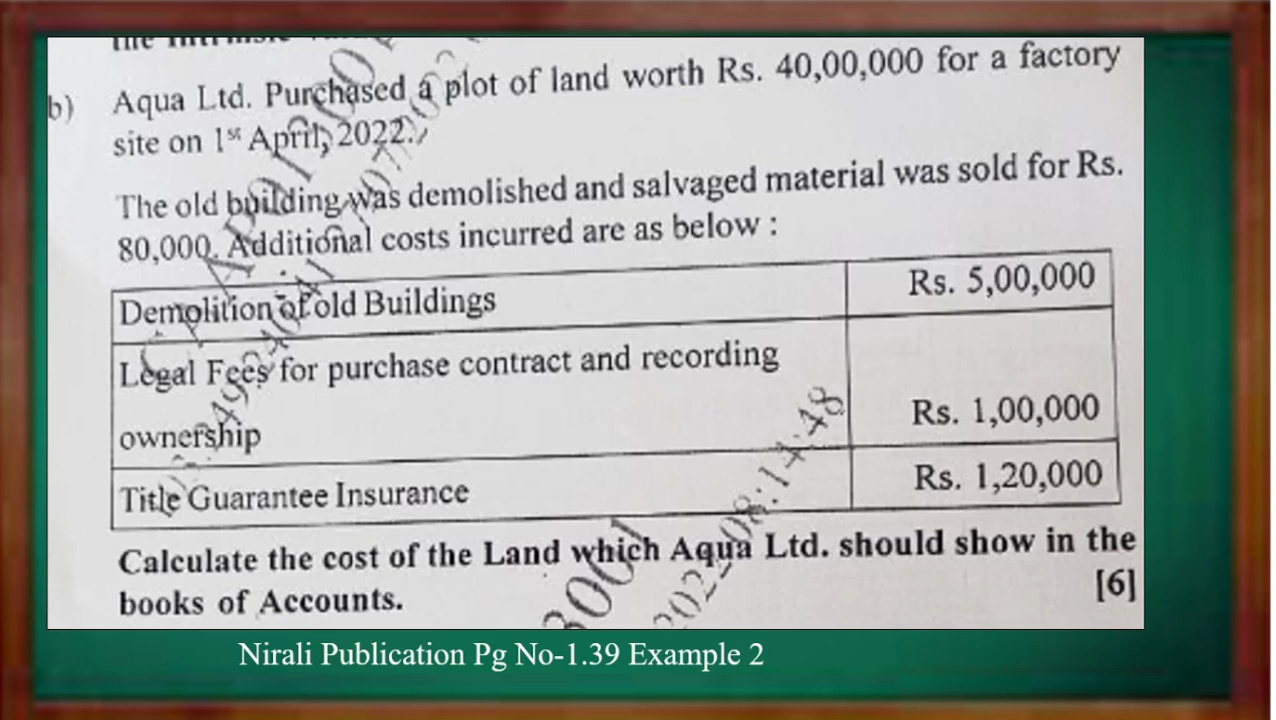 b) Aqua Ltd. Purchased a plot of land worth Rs. 40,00,000 for a factory
site on 1st April, 2022.
The old building was demolished and salvaged material was sold for Rs.
80,000. Additional costs incurred are as below :
Demolition of old Buildings Rs. 5,00,000
Legal Fees for purchase contract and recording
ownership Rs. 1,00,000
Title Guarantee Insurance Rs. 1,20,000
Calculate the cost of the Land which Aqua Ltd. should show in the
books of Accounts. [6]
Nirali Publication Pg No-1.39 Example 2